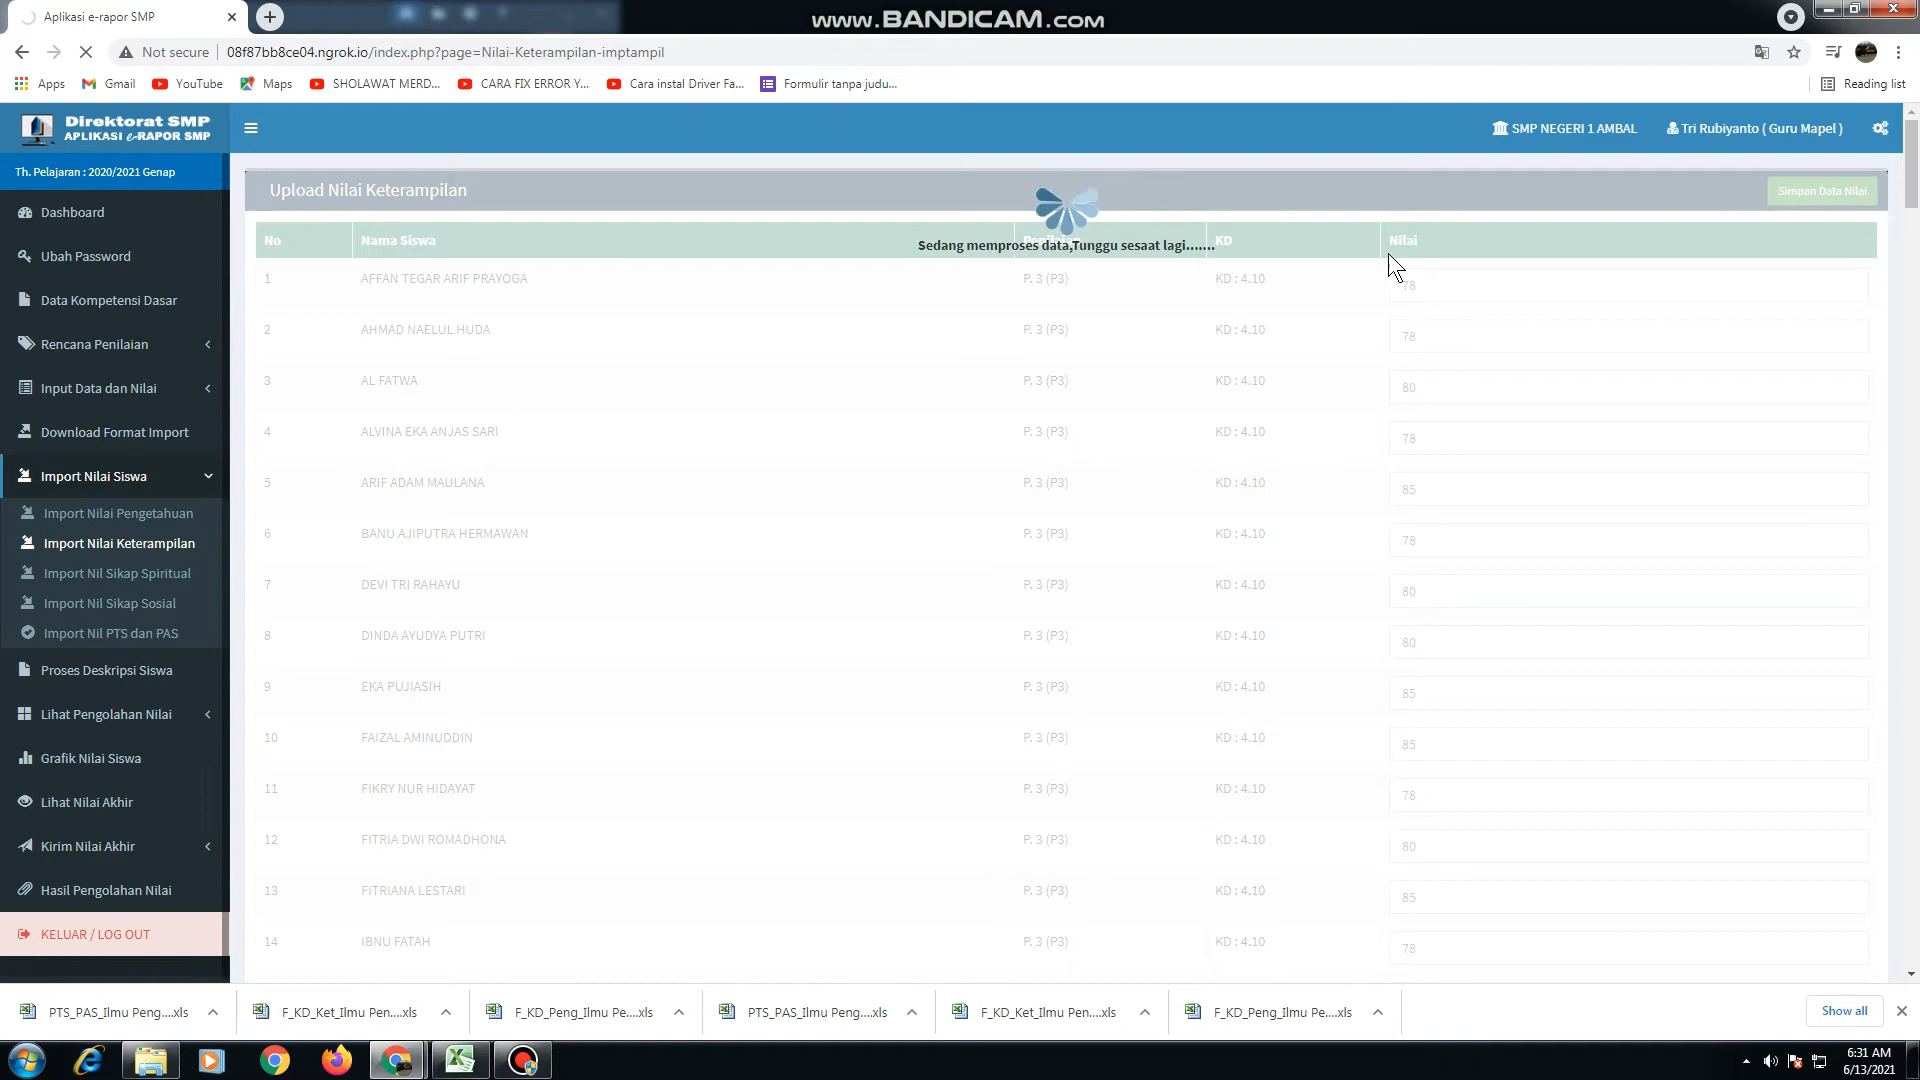 Aplikasi e-rapor SMP
www.BANDICAM.com
Not secure
08f87bb8ce04.ngrok.io/index.php?page=Nilai-Keterampilan-imptampil
Apps
Gmail
YouTube
Maps
SHOLAWAT MERD...
CARA FIX ERROR Y...
Cara instal Driver Fa...
Formulir tanpa judu...
Reading list
Direktorat SMP
APLIKASI e-RAPOR SMP
SMP NEGERI 1 AMBAL
Tri Rubiyanto ( Guru Mapel )
Th. Pelajaran : 2020/2021 Genap
Dashboard
Ubah Password
Data Kompetensi Dasar
Rencana Penilaian
Input Data dan Nilai
Download Format Import
Import Nilai Siswa
Import Nilai Pengetahuan
Import Nilai Keterampilan
Import Nil Sikap Spiritual
Import Nil Sikap Sosial
Import Nil PTS dan PAS
Proses Deskripsi Siswa
Lihat Pengolahan Nilai
Grafik Nilai Siswa
Lihat Nilai Akhir
Kirim Nilai Akhir
Hasil Pengolahan Nilai
KELUAR / LOG OUT
Upload Nilai Keterampilan
Simpan Data Nilai
Sedang memproses data,Tunggu sesaat lagi.......
No Nama Siswa KD Nilai
1 AFFAN TEGAR ARIF PRAYOGA P. 3 (P3) KD : 4.10 78
2 AHMAD NAELUL HUDA P. 3 (P3) KD : 4.10 78
3 AL FATWA P. 3 (P3) KD : 4.10 80
4 ALVINA EKA ANJAS SARI P. 3 (P3) KD : 4.10 78
5 ARIF ADAM MAULANA P. 3 (P3) KD : 4.10 85
6 BANU AJIPUTRA HERMAWAN P. 3 (P3) KD : 4.10 78
7 DEVI TRI RAHAYU P. 3 (P3) KD : 4.10 80
8 DINDA AYUDYA PUTRI P. 3 (P3) KD : 4.10 80
9 EKA PUJIASIH P. 3 (P3) KD : 4.10 85
10 FAIZAL AMINUDDIN P. 3 (P3) KD : 4.10 85
11 FIKRY NUR HIDAYAT P. 3 (P3) KD : 4.10 78
12 FITRIA DWI ROMADHONA P. 3 (P3) KD : 4.10 80
13 FITRIANA LESTARI P. 3 (P3) KD : 4.10 85
14 IBNU FATAH P. 3 (P3) KD : 4.10 78
PTS_PAS_Ilmu Peng....xls
F_KD_Ket_Ilmu Pen....xls
F_KD_Peng_Ilmu Pe....xls
PTS_PAS_Ilmu Peng....xls
F_KD_Ket_Ilmu Pen....xls
F_KD_Peng_Ilmu Pe....xls
Show all
6:31 AM
6/13/2021